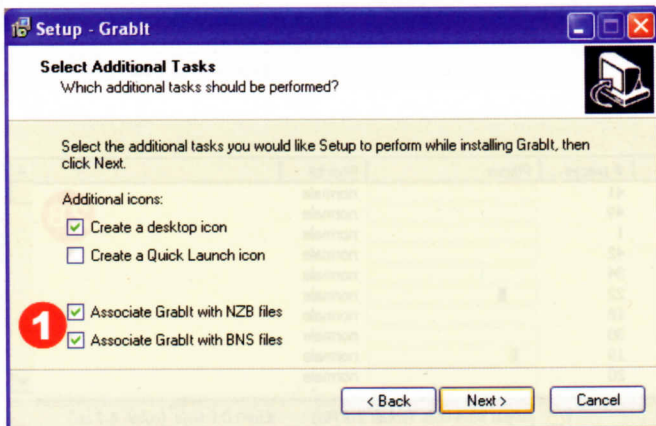 Setup - GrabIt
Select Additional Tasks
Which additional tasks should be performed?
Select the additional tasks you would like Setup to perform while installing GrabIt, then
click Next.
Additional icons:
Create a desktop icon
Create a Quick Launch icon
1
Associate GrabIt with NZB files
Associate GrabIt with BNS files
< Back
Next >
Cancel